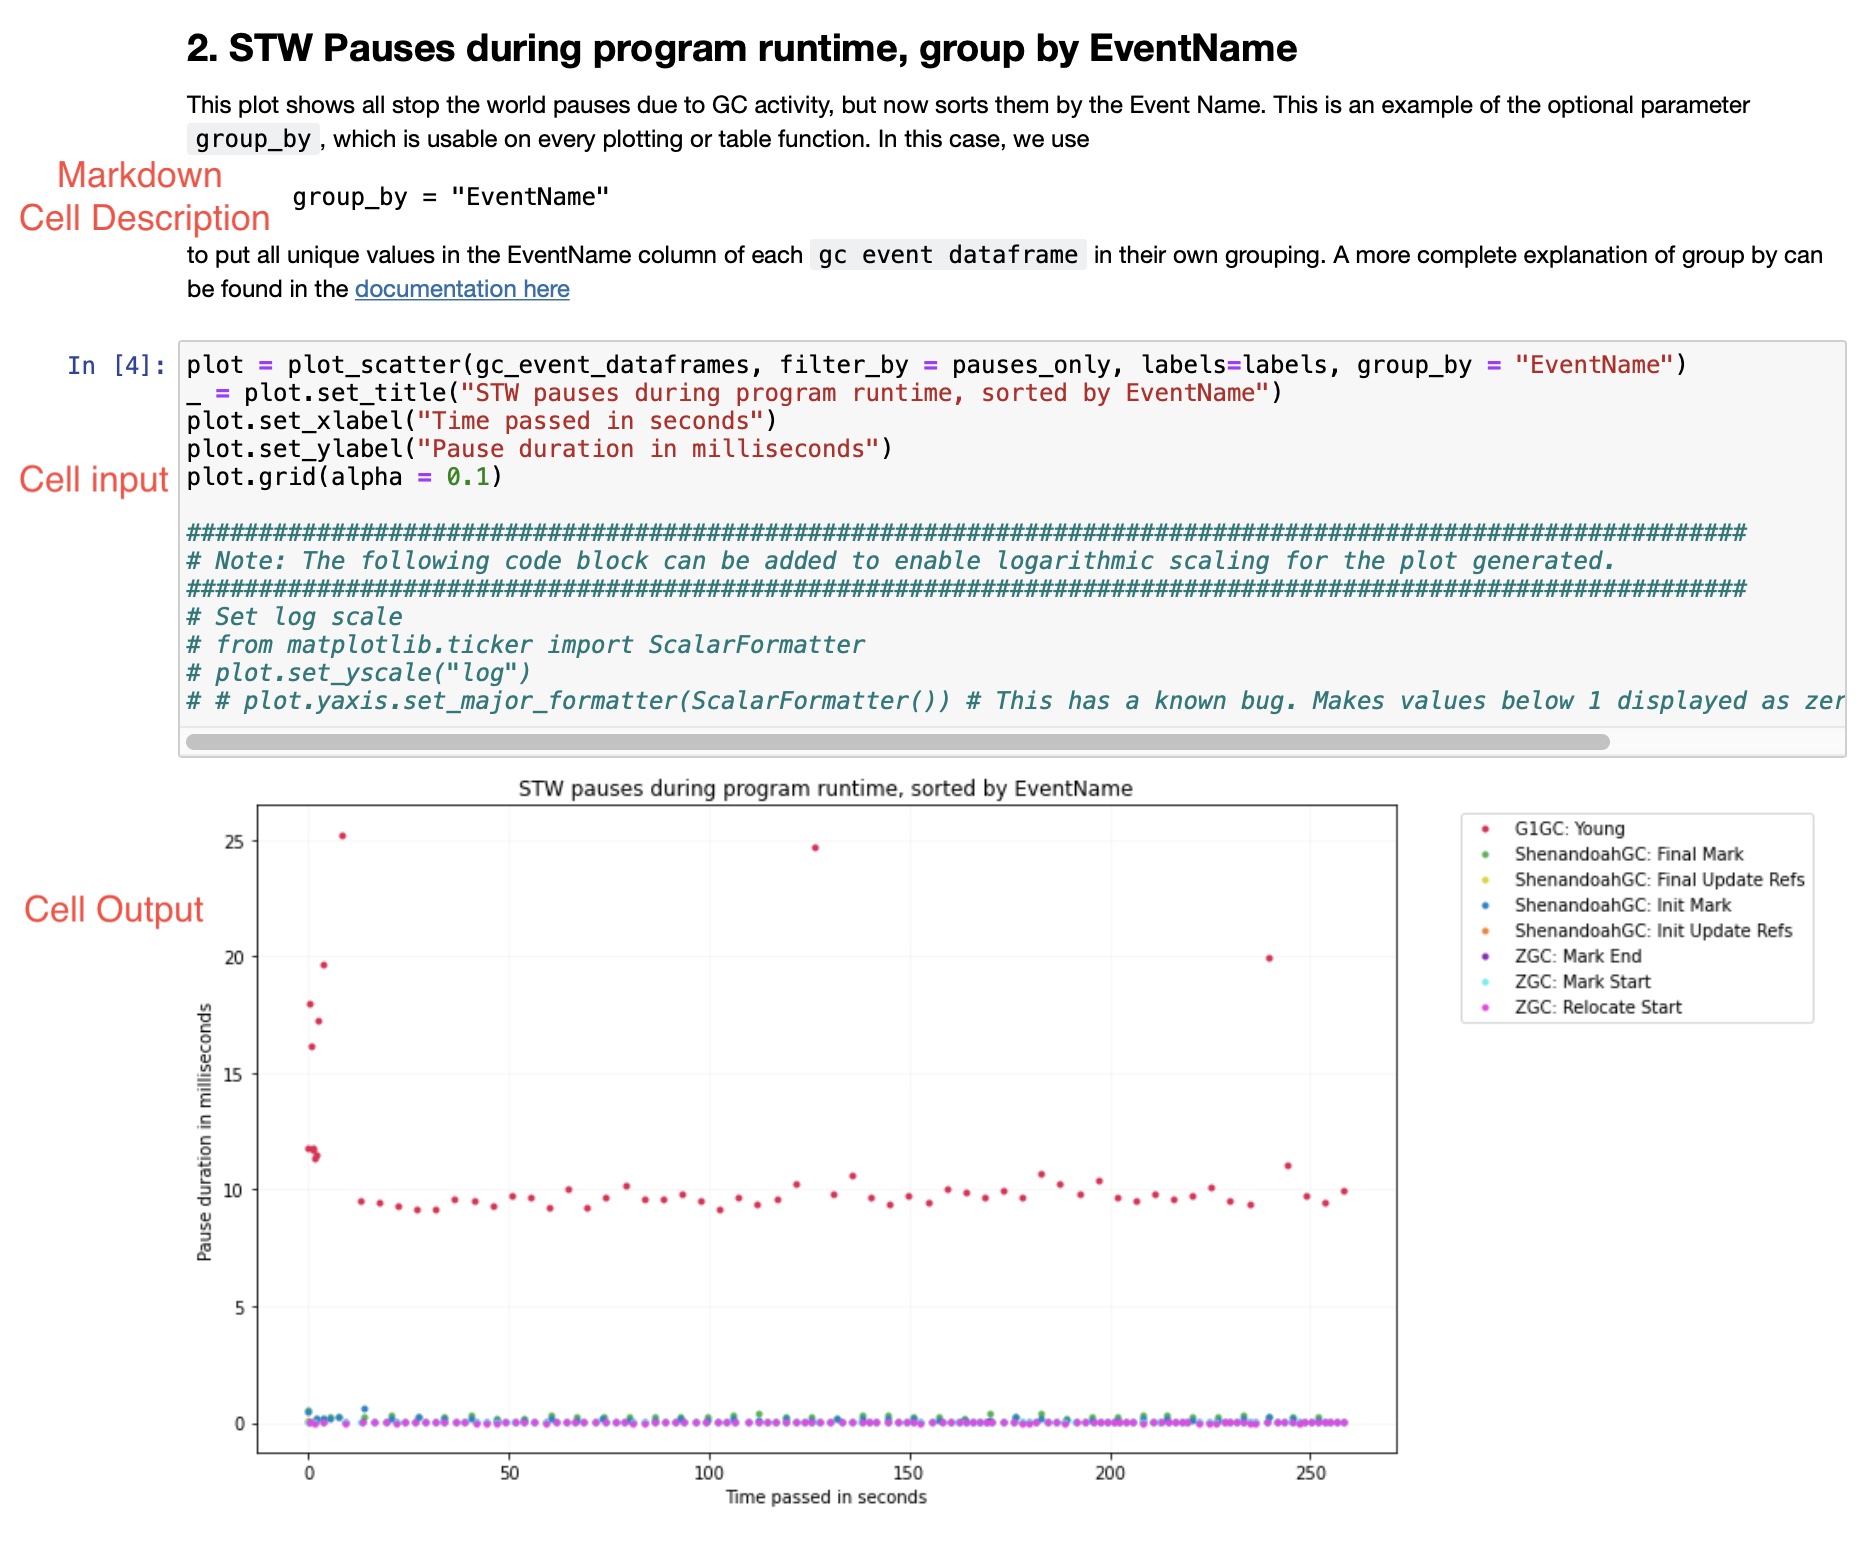 2. STW Pauses during program runtime, group by EventName
This plot shows all stop the world pauses due to GC activity, but now sorts them by the Event Name. This is an example of the optional parameter
group_by , which is usable on every plotting or table function. In this case, we use
Markdown
Cell Description
group_by = "EventName"
to put all unique values in the EventName column of each gc event dataframe in their own grouping. A more complete explanation of group by can
be found in the documentation here
In [4]:
plot = plot_scatter(gc_event_dataframes, filter_by = pauses_only, labels=labels, group_by = "EventName")
_ = plot.set_title("STW pauses during program runtime, sorted by EventName")
plot.set_xlabel("Time passed in seconds")
plot.set_ylabel("Pause duration in milliseconds")
Cell input
plot.grid(alpha = 0.1)
############################################################################################################
# Note: The following code block can be added to enable logarithmic scaling for the plot generated.
############################################################################################################
# Set log scale
# from matplotlib.ticker import ScalarFormatter
# plot.set_yscale("log")
# # plot.yaxis.set_major_formatter(ScalarFormatter()) # This has a known bug. Makes values below 1 displayed as zer
Cell Output
STW pauses during program runtime, sorted by EventName
25
20
15
10
5
0
Pause duration in milliseconds
0 50 100 150 200 250
Time passed in seconds
G1GC: Young
ShenandoahGC: Final Mark
ShenandoahGC: Final Update Refs
ShenandoahGC: Init Mark
ShenandoahGC: Init Update Refs
ZGC: Mark End
ZGC: Mark Start
ZGC: Relocate Start